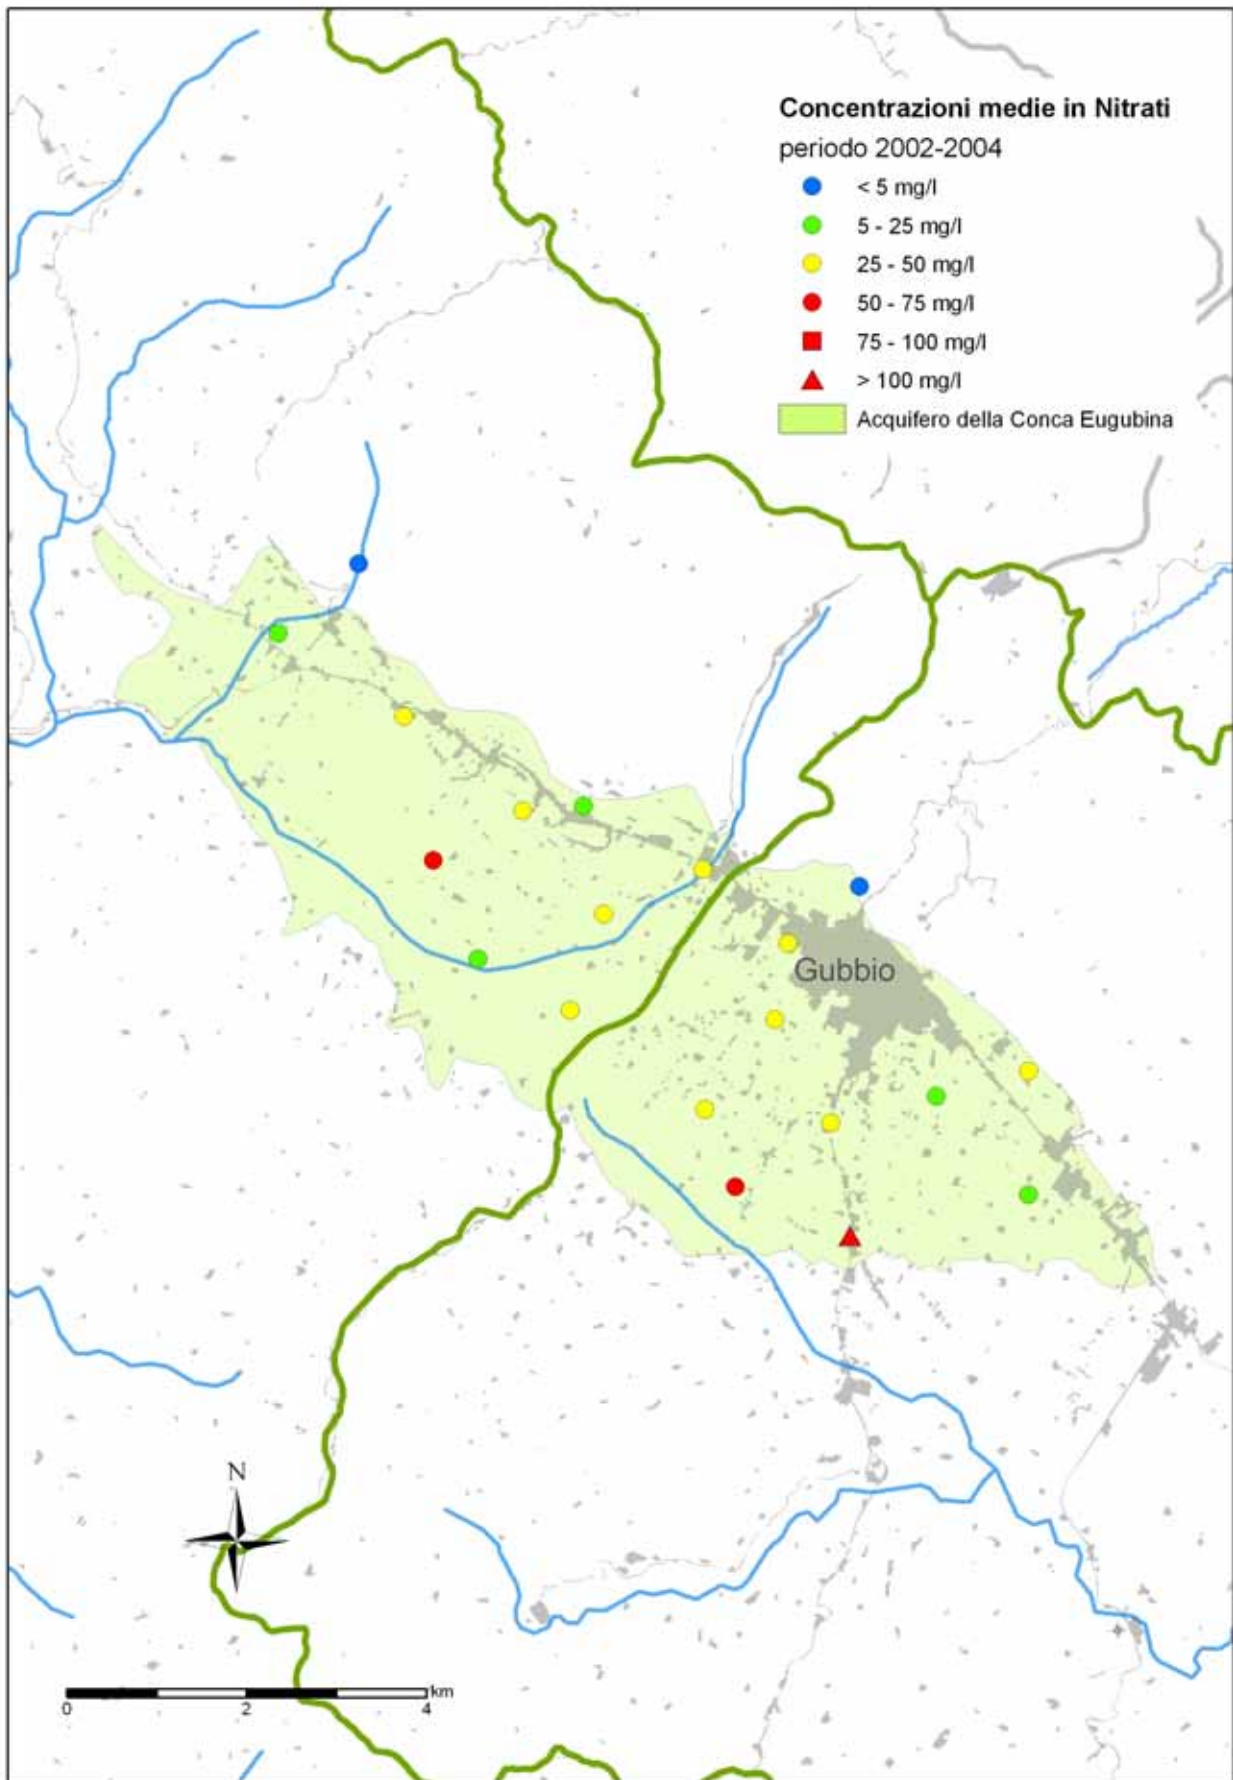 Concentrazioni medie in Nitrati
periodo 2002-2004
< 5 mg/l
5 - 25 mg/l
25 - 50 mg/l
50 - 75 mg/l
75 - 100 mg/l
> 100 mg/l
Acquifero della Conca Eugubina
Gubbio
N
km
0 2 4